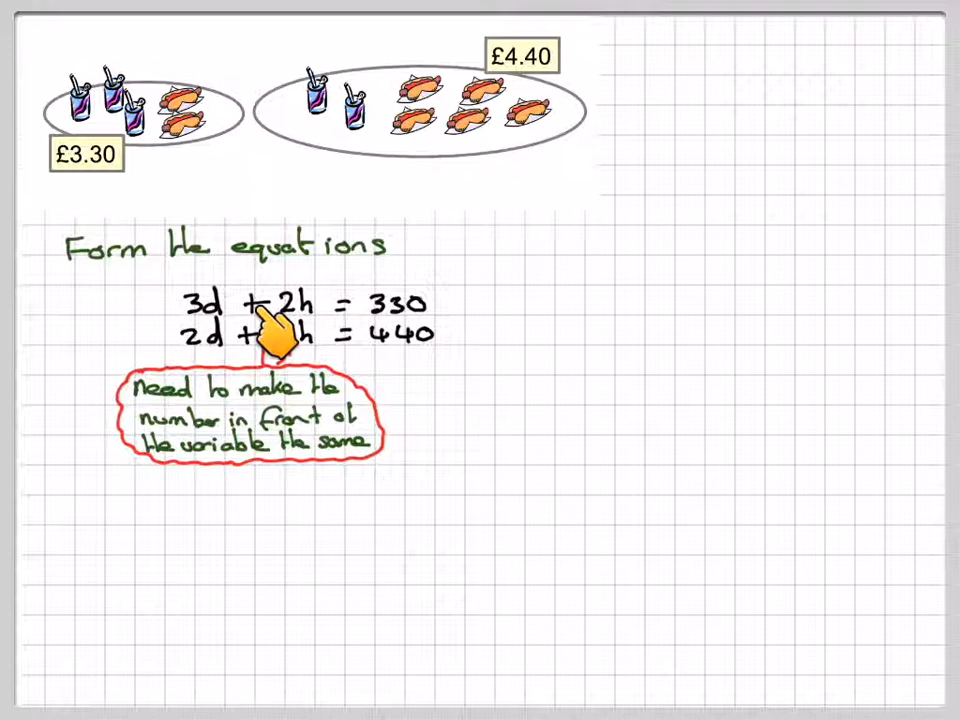 £4.40
£3.30
Form the equations
3d + 2h = 330
2d + h = 440
need to make the
number in front of
the variable the same